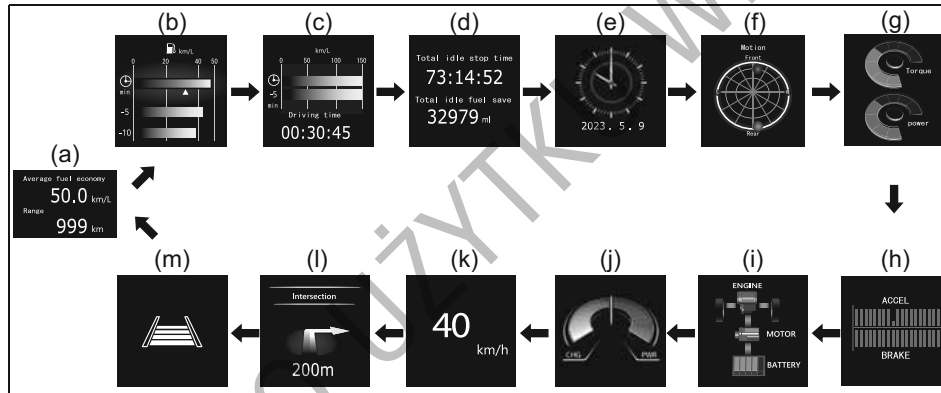 (a)
Average fuel economy
50.0 km/L
Range
999 km
(b)
km/L
0 40 50
min
-5
-10
(c)
km/L
0 50 100 150
-5
min
Driving time
00:30:45
(d)
Total idle stop time
73:14:52
Total idle fuel save
32979 ml
(e)
2023. 5. 9
(f)
Motion
Front
Rear
(g)
Torque
power
(h)
ACCEL
BRAKE
(i)
ENGINE
MOTOR
BATTERY
(j)
CHG PWR
(k)
40
km/h
(l)
Intersection
200m
(m)
O UŻYTKU W